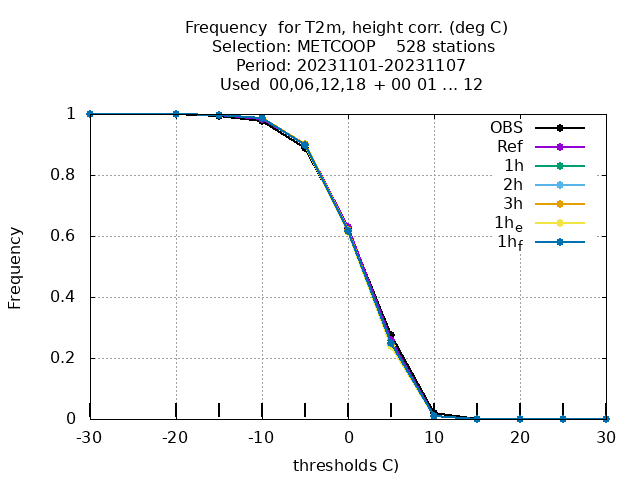 Frequency  for T2m, height corr. (deg C)
Selection: METCOOP    528 stations
Period: 20231101-20231107
Used  00,06,12,18  + 00 01 ... 12
Frequency
1
0.8
0.6
0.4
0.2
0
OBS
Ref
1h
2h
3h
1he
1hf
-30
-20
-10
0
10
20
30
thresholds C)